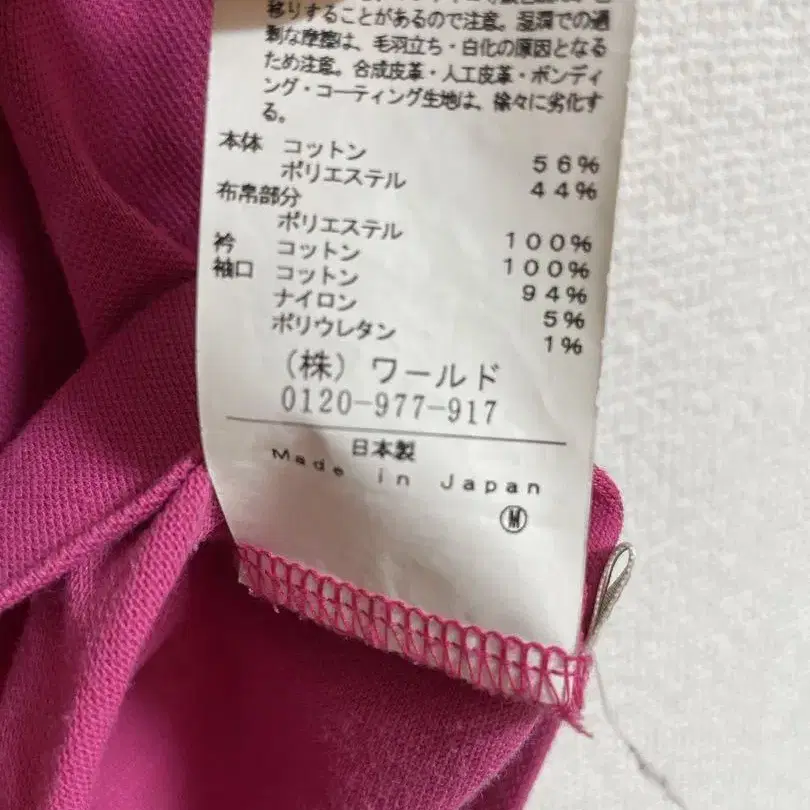 移りすることがあるので注意。湿潤での過
剰な摩擦は、毛羽立ち・白化の原因となる
ため注意。合成皮革・人工皮革・ボンディ
ング・コーティング生地は、徐々に劣化す
る。
本体 コットン 56%
ポリエステル 44%
布帛部分
ポリエステル 100%
衿 コットン 100%
袖口 コットン 94%
ナイロン 5%
ポリウレタン 1%
(株)ワールド
0120-977-917
日本製
Made in Japan
Ⓜ